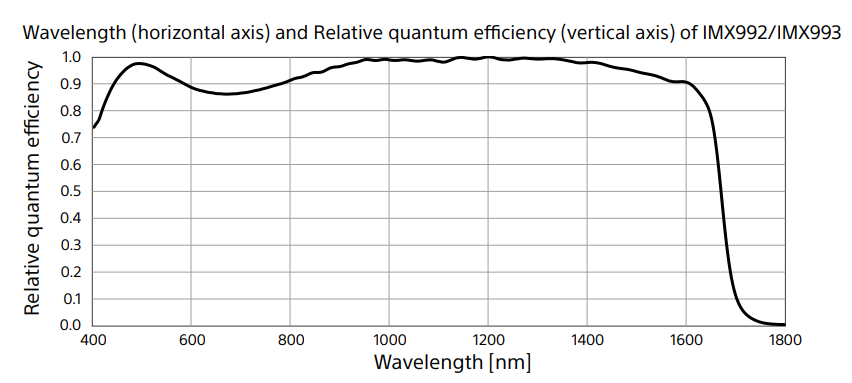 Wavelength (horizontal axis) and Relative quantum efficiency (vertical axis) of IMX992/IMX993
Relative quantum efficiency
1.0
0.9
0.8
0.7
0.6
0.5
0.4
0.3
0.2
0.1
0.0
400 600 800 1000 1200 1400 1600 1800
Wavelength [nm]